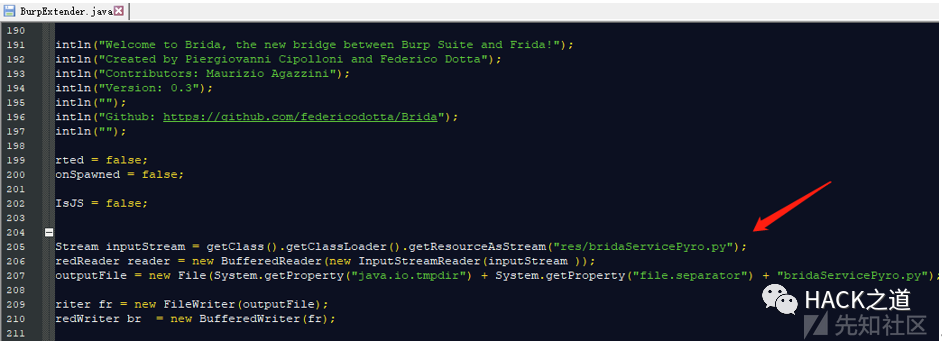 BurpExtender.java
190
191 intln("Welcome to Brida, the new bridge between Burp Suite and Frida!");
192 intln("Created by Piergiovanni Cipolloni and Federico Dotta");
193 intln("Contributors: Maurizio Agazzini");
194 intln("Version: 0.3");
195 intln("");
196 intln("Github: https://github.com/federicodotta/Brida");
197 intln("");
198
199 rted = false;
200 onSpawned = false;
201
202 IsJS = false;
203
204
205 Stream inputStream = getClass().getClassLoader().getResourceAsStream("res/bridaServicePyro.py");
206 redReader reader = new BufferedReader(new InputStreamReader(inputStream ));
207 outputFile = new File(System.getProperty("java.io.tmpdir") + System.getProperty("file.separator") + "bridaServicePyro.py");
208
209 riter fr = new FileWriter(outputFile);
210 redWriter br  = new BufferedWriter(fr);
211
HACK之道
先知社区